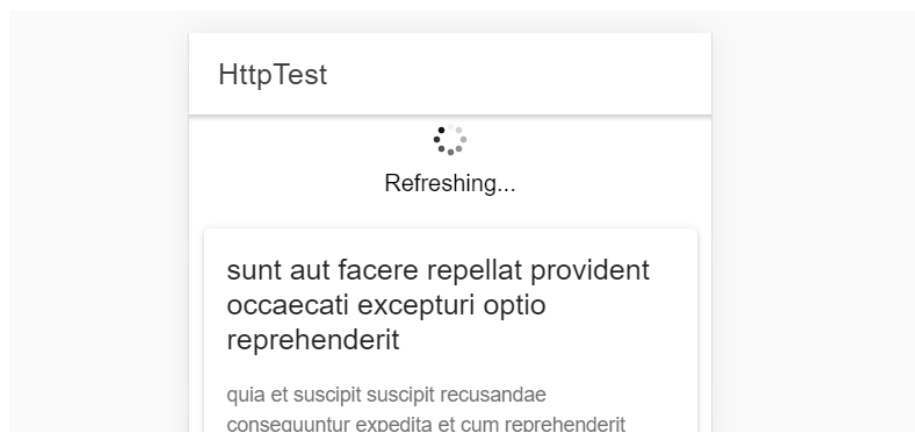 HttpTest
Refreshing...
sunt aut facere repellat provident
occaecati excepturi optio
reprehenderit
quia et suscipit suscipit recusandae
consequuntur expedita et cum reprehenderit